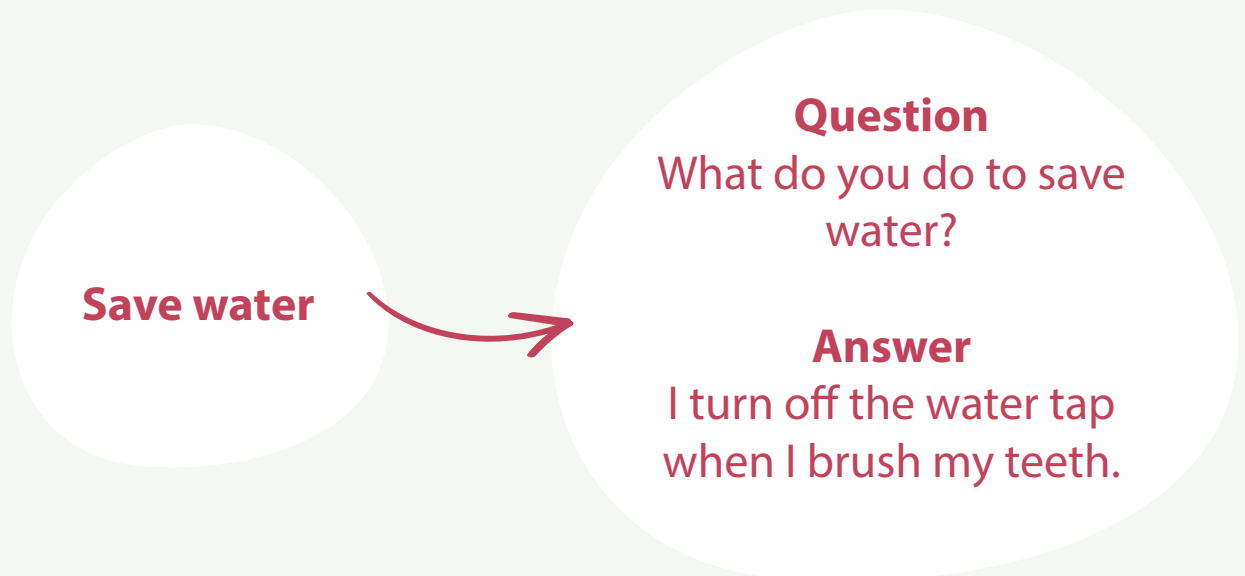 Save water
Question
What do you do to save
water?
Answer
I turn off the water tap
when I brush my teeth.